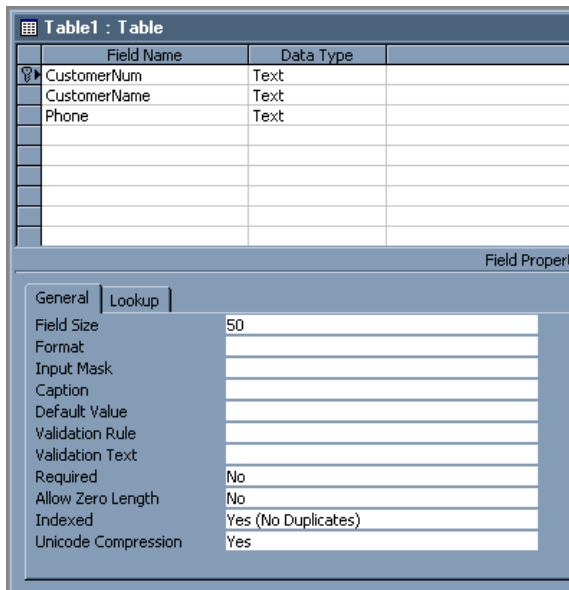 Table1 : Table
Field Name Data Type
CustomerNum Text
CustomerName Text
Phone Text
Field Propert
General Lookup
Field Size 50
Format
Input Mask
Caption
Default Value
Validation Rule
Validation Text
Required No
Allow Zero Length No
Indexed Yes (No Duplicates)
Unicode Compression Yes